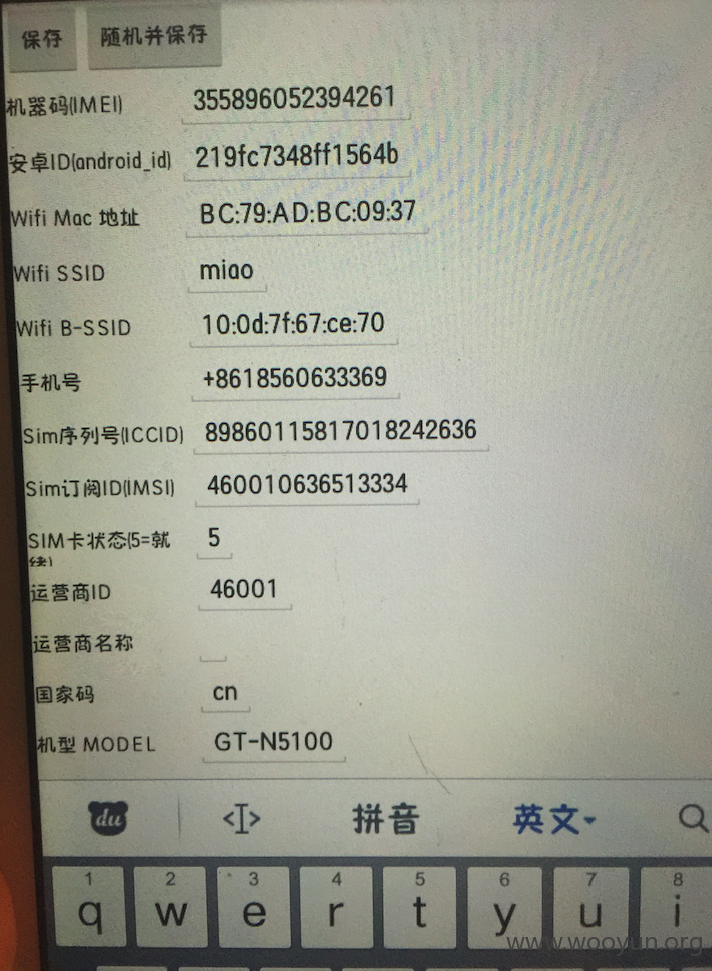 保存 随机并保存
机器码(IMEI) 355896052394261
安卓ID(android_id) 219fc7348ff1564b
Wifi Mac 地址 BC:79:AD:BC:09:37
Wifi SSID miao
Wifi B-SSID 10:0d:7f:67:ce:70
手机号 +8618560633369
Sim序列号(ICCID) 89860115817018242636
Sim订阅ID(IMSI) 460010636513334
SIM卡状态(5=就 5
绪)
运营商ID 46001
运营商名称
国家码 cn
机型 MODEL GT-N5100
du <I> 拼音 英文
1 2 3 4 5 6 7 8
q w e r t y u i
www.wooyun.org